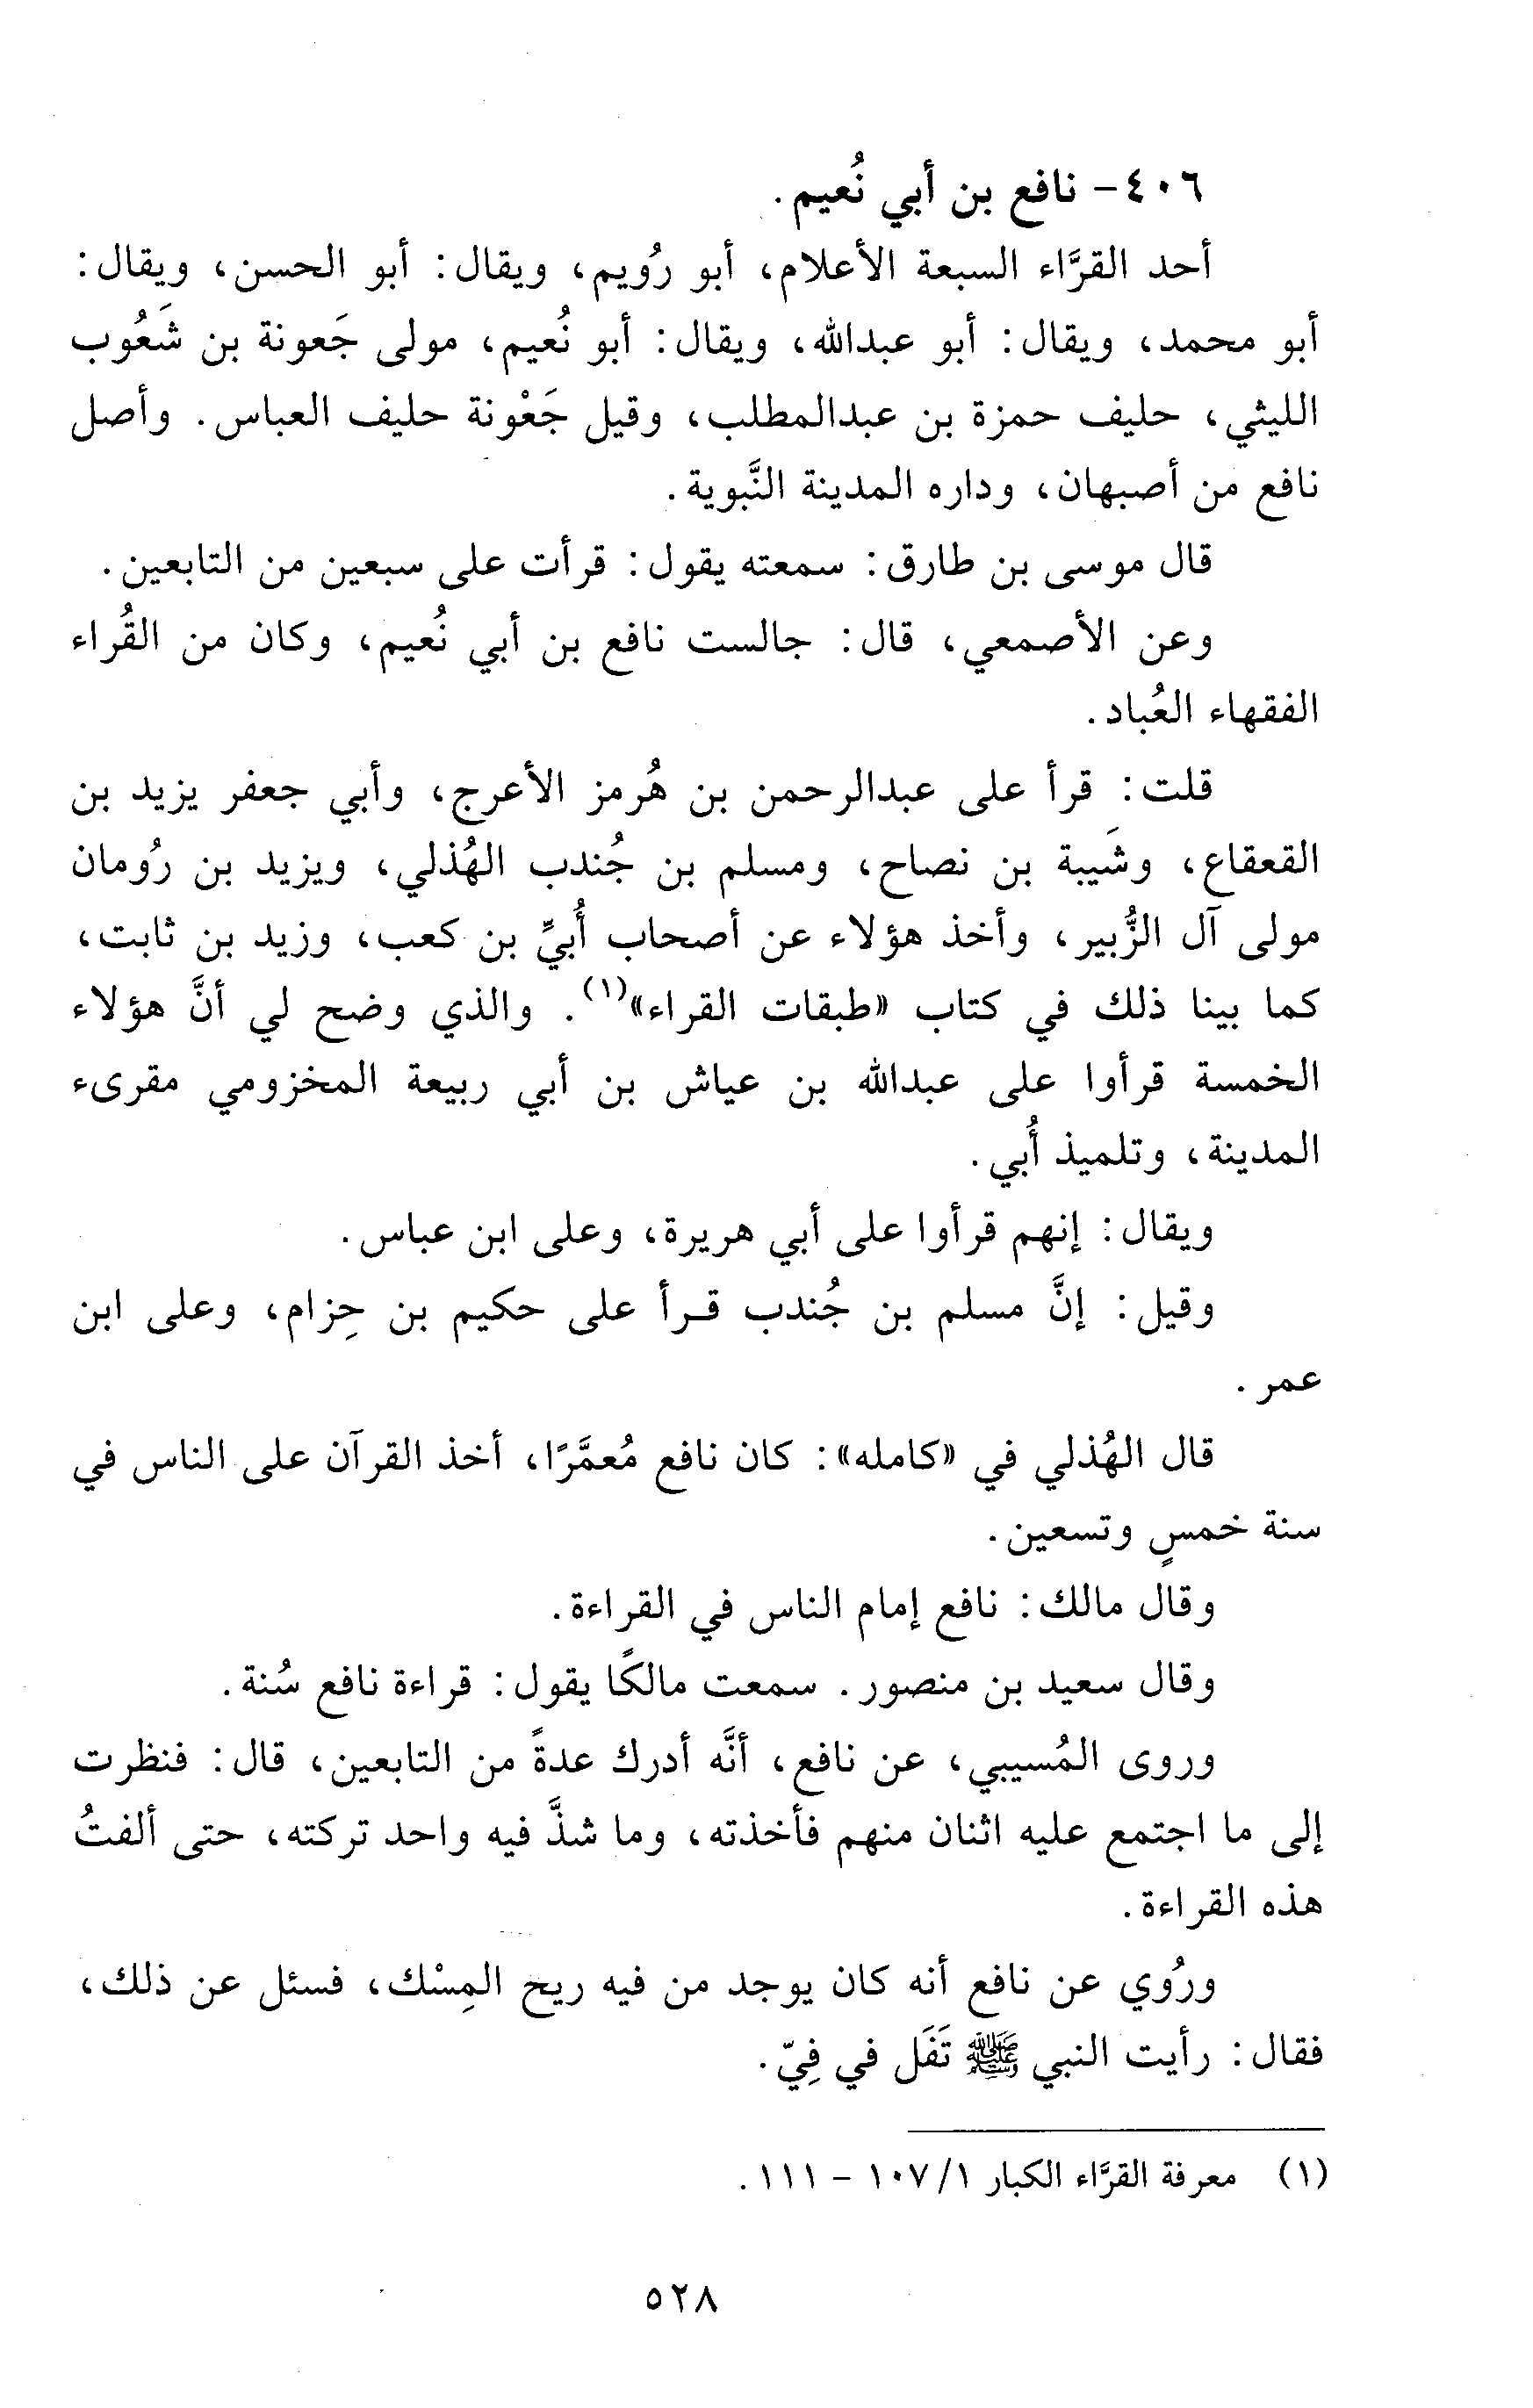 ٤٠٦- نافع بن أبي نُعيم.
أحد القرَّاء السبعة الأعلام، أبو رُويم، ويقال: أبو الحسن، ويقال:
أبو محمد، ويقال: أبو عبدالله، ويقال: أبو نُعيم، مولى جَعونة بن شَعُوب
الليثي، حليف حمزة بن عبدالمطلب، وقيل جَعْونة حليف العباس. وأصل
نافع من أصبهان، وداره المدينة النَّبوية.
قال موسى بن طارق: سمعته يقول: قرأت على سبعين من التابعين.
وعن الأصمعي، قال: جالست نافع بن أبي نُعيم، وكان من القُراء
الفقهاء العُباد.
قلت: قرأ على عبدالرحمن بن هُرمز الأعرج، وأبي جعفر يزيد بن
القعقاع، وشَيبة بن نصاح، ومسلم بن جُندب الهُذلي، ويزيد بن رُومان
مولى آل الزُّبير، وأخذ هؤلاء عن أصحاب أُبيِّ بن كعب، وزيد بن ثابت،
كما بينا ذلك في كتاب «طبقات القراء»(١). والذي وضح لي أنَّ هؤلاء
الخمسة قرأوا على عبدالله بن عياش بن أبي ربيعة المخزومي مقرىء
المدينة، وتلميذ أُبي.
ويقال: إنهم قرأوا على أبي هريرة، وعلى ابن عباس.
وقيل: إنَّ مسلم بن جُندب قرأ على حكيم بن حِزام، وعلى ابن
عمر.
قال الهُذلي في «كامله»: كان نافع مُعمَّرًا، أخذ القرآن على الناس في
سنة خمسٍ وتسعين.
وقال مالك: نافع إمام الناس في القراءة.
وقال سعيد بن منصور. سمعت مالكًا يقول: قراءة نافع سُنة.
وروى المُسيبي، عن نافع، أنَّه أدرك عدةً من التابعين، قال: فنظرت
إلى ما اجتمع عليه اثنان منهم فأخذته، وما شذَّ فيه واحد تركته، حتى ألفتُ
هذه القراءة.
ورُوي عن نافع أنه كان يوجد من فيه ريح المِسْك، فسئل عن ذلك،
فقال: رأيت النبي ﷺ تَفَل في فِيّ.
(١) معرفة القرَّاء الكبار ١/ ١٠٧ - ١١١.
٥٢٨